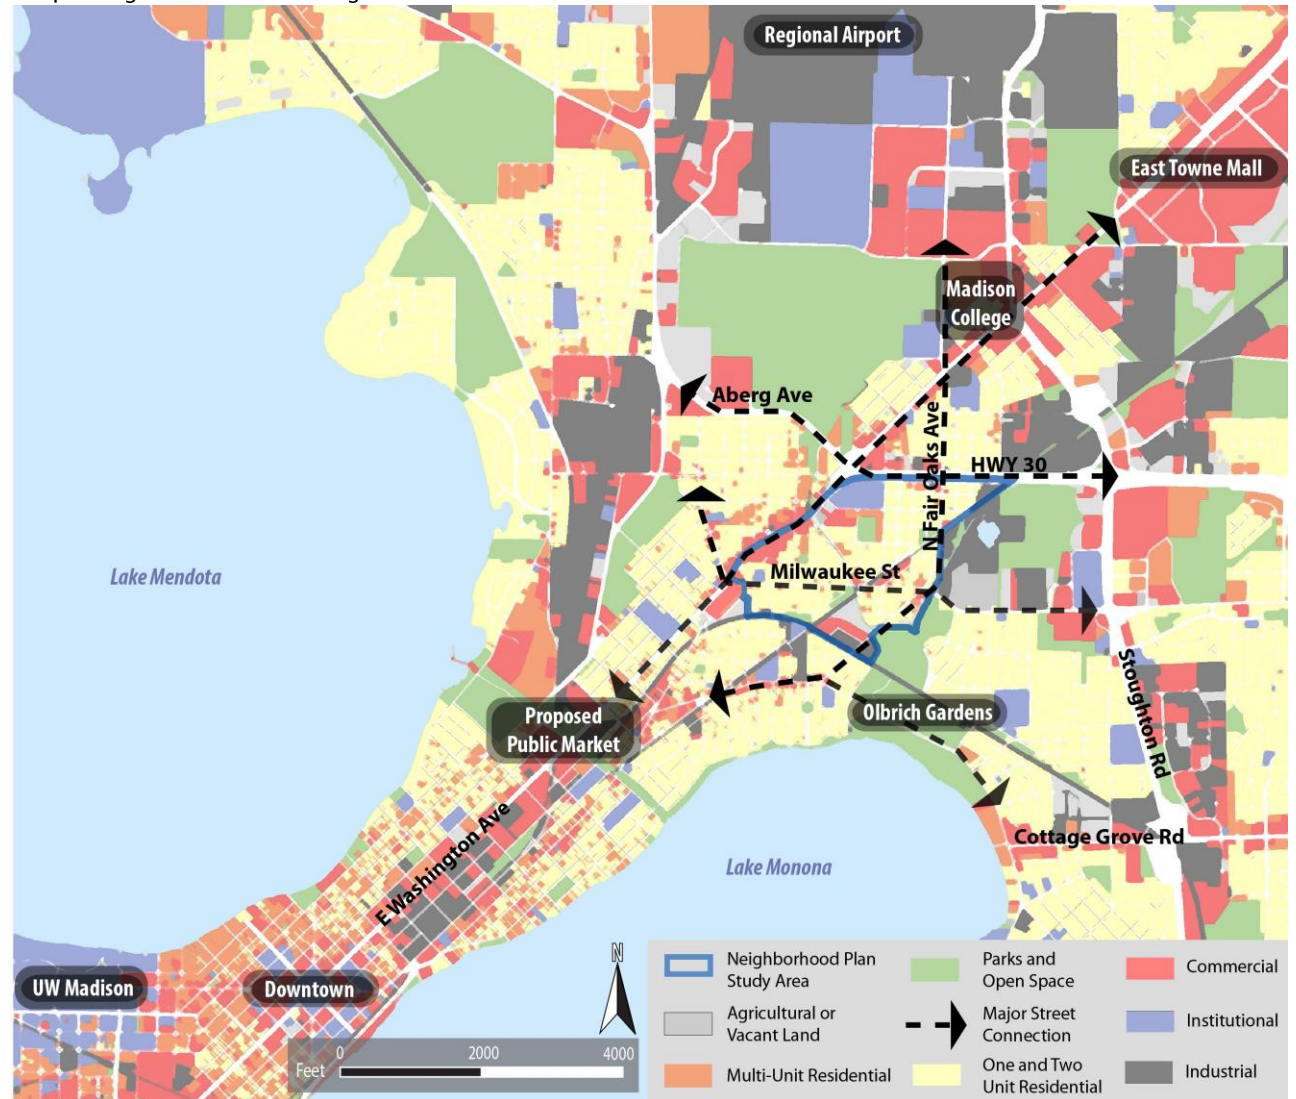 Regional Airport
East Towne Mall
Madison
College
Aberg Ave
N Fair Oaks Ave
HWY 30
Milwaukee St
Lake Mendota
Stoughton Rd
Olbrich Gardens
Proposed
Public Market
E Washington Ave
Lake Monona
Cottage Grove Rd
UW Madison
Downtown
N
Feet
0
2000
4000
Neighborhood Plan
Study Area
Parks and
Open Space
Commercial
Agricultural or
Vacant Land
Major Street
Connection
Institutional
Multi-Unit Residential
One and Two
Unit Residential
Industrial